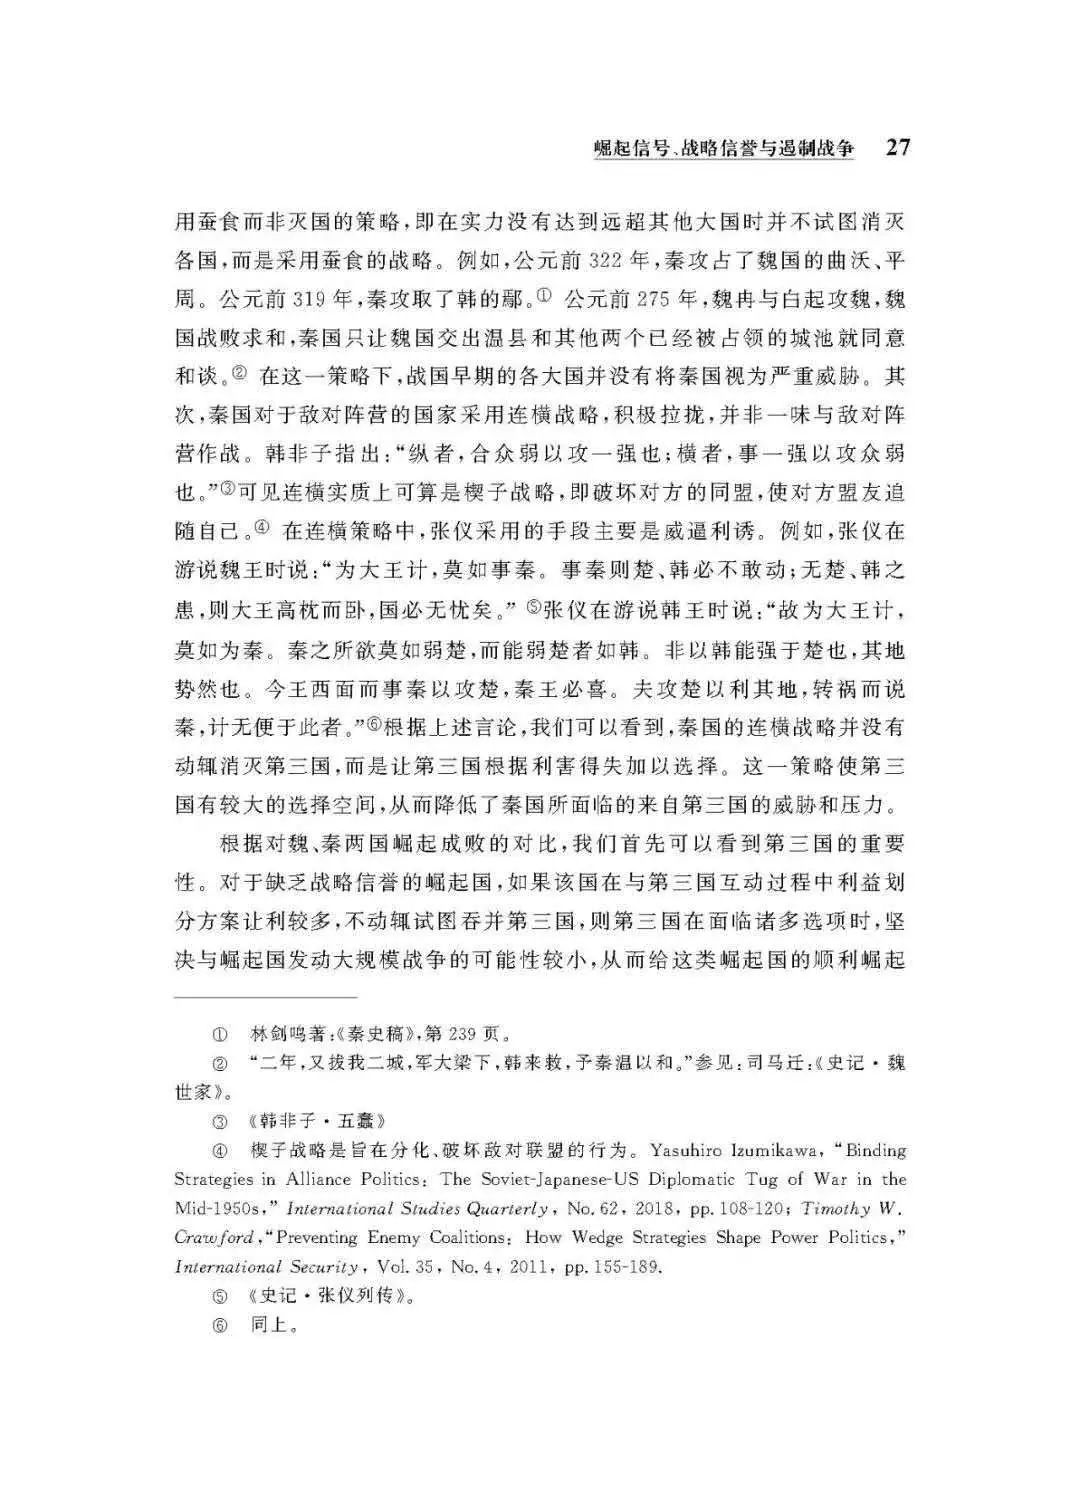 崛起信号、战略信誉与遏制战争 27
用蚕食而非灭国的策略,即在实力没有达到远超其他大国时并不试图消灭
各国,而是采用蚕食的战略。例如,公元前 322 年,秦攻占了魏国的曲沃、平
周。公元前 319 年,秦攻取了韩的鄢。① 公元前 275 年,魏冉与白起攻魏,魏
国战败求和,秦国只让魏国交出温县和其他两个已经被占领的城池就同意
和谈。② 在这一策略下,战国早期的各大国并没有将秦国视为严重威胁。其
次,秦国对于敌对阵营的国家采用连横战略,积极拉拢,并非一味与敌对阵
营作战。韩非子指出:“纵者,合众弱以攻一强也;横者,事一强以攻众弱
也。”③可见连横实质上可算是楔子战略,即破坏对方的同盟,使对方盟友追
随自己。④ 在连横策略中,张仪采用的手段主要是威逼利诱。例如,张仪在
游说魏王时说:“为大王计,莫如事秦。事秦则楚、韩必不敢动;无楚、韩之
患,则大王高枕而卧,国必无忧矣。” ⑤张仪在游说韩王时说:“故为大王计,
莫如为秦。秦之所欲莫如弱楚,而能弱楚者如韩。非以韩能强于楚也,其地
势然也。今王西面而事秦以攻楚,秦王必喜。夫攻楚以利其地,转祸而说
秦,计无便于此者。”⑥根据上述言论,我们可以看到,秦国的连横战略并没有
动辄消灭第三国,而是让第三国根据利害得失加以选择。这一策略使第三
国有较大的选择空间,从而降低了秦国所面临的来自第三国的威胁和压力。
根据对魏、秦两国崛起成败的对比,我们首先可以看到第三国的重要
性。对于缺乏战略信誉的崛起国,如果该国在与第三国互动过程中利益划
分方案让利较多,不动辄试图吞并第三国,则第三国在面临诸多选项时,坚
决与崛起国发动大规模战争的可能性较小,从而给这类崛起国的顺利崛起
① 林剑鸣著:《秦史稿》,第 239 页。
② “二年,又拔我二城,军大梁下,韩来救,予秦温以和。”参见:司马迁:《史记·魏
世家》。
③ 《韩非子·五蠹》
④ 楔子战略是旨在分化、破坏敌对联盟的行为。Yasuhiro Izumikawa, “Binding
Strategies in Alliance Politics: The Soviet-Japanese-US Diplomatic Tug of War in the
Mid-1950s,” International Studies Quarterly, No. 62, 2018, pp. 108-120; Timothy W.
Crawford,“Preventing Enemy Coalitions: How Wedge Strategies Shape Power Politics,”
International Security, Vol. 35, No. 4, 2011, pp. 155-189.
⑤ 《史记·张仪列传》。
⑥ 同上。